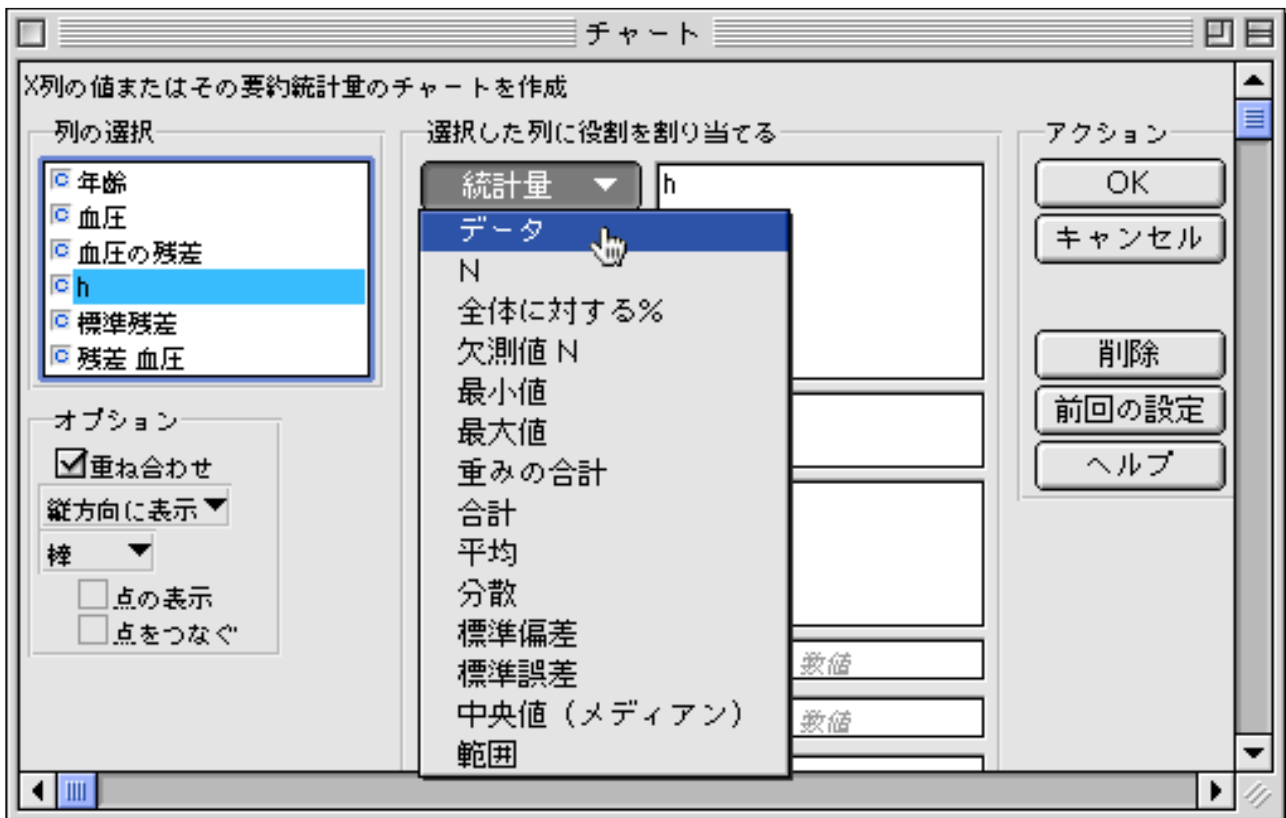 チャート
X列の値またはその要約統計量のチャートを作成
列の選択
年齢
血圧
血圧の残差
h
標準残差
残差 血圧
オプション
重ね合わせ
縦方向に表示
棒
点の表示
点をつなぐ
選択した列に役割を割り当てる
統計量
h
データ
N
全体に対する%
欠測値 N
最小値
最大値
重みの合計
合計
平均
分散
標準偏差
標準誤差
中央値（メディアン）
範囲
数値
数値
アクション
OK
キャンセル
削除
前回の設定
ヘルプ